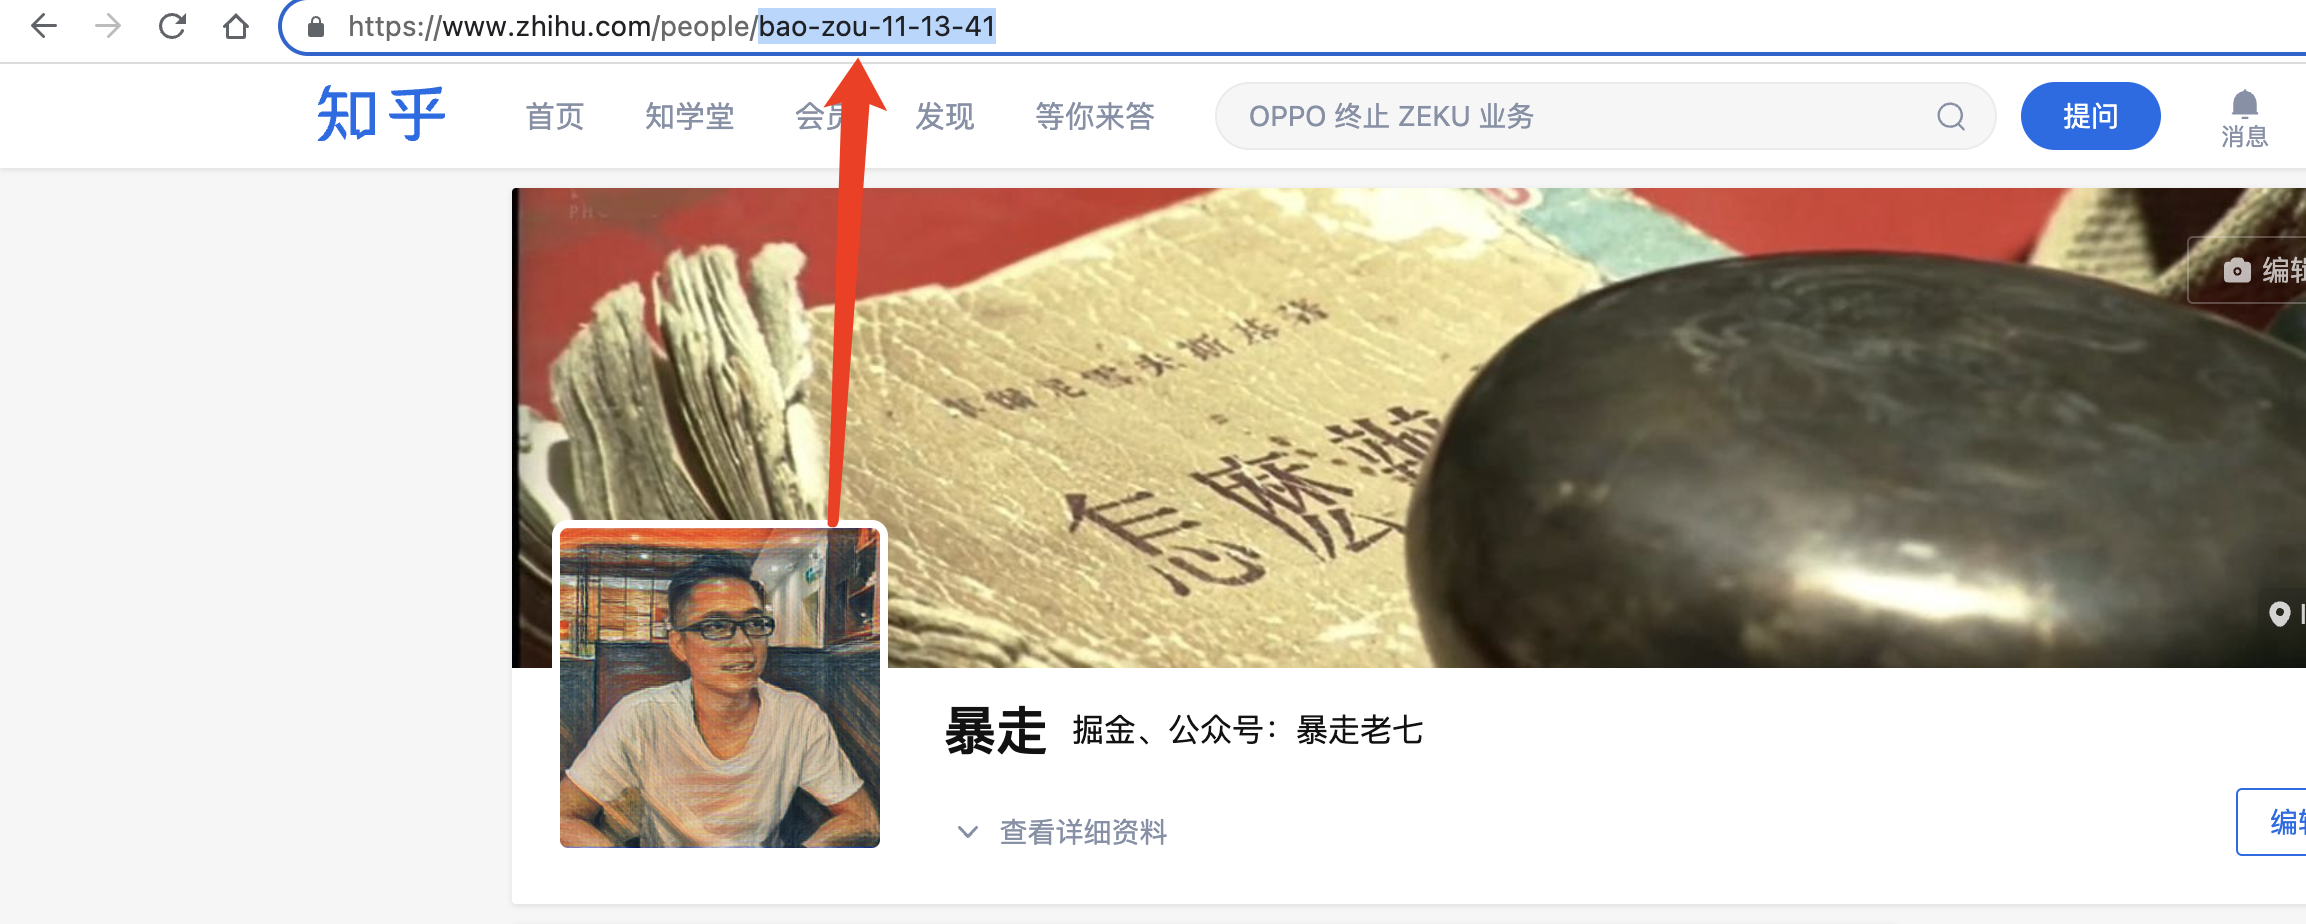 https://www.zhihu.com/people/bao-zou-11-13-41
知乎 首页 知学堂 会员 发现 等你来答 OPPO 终止 ZEKU 业务 提问 消息
编辑
怎麼
暴走 掘金、公众号：暴走老七
查看详细资料
编辑